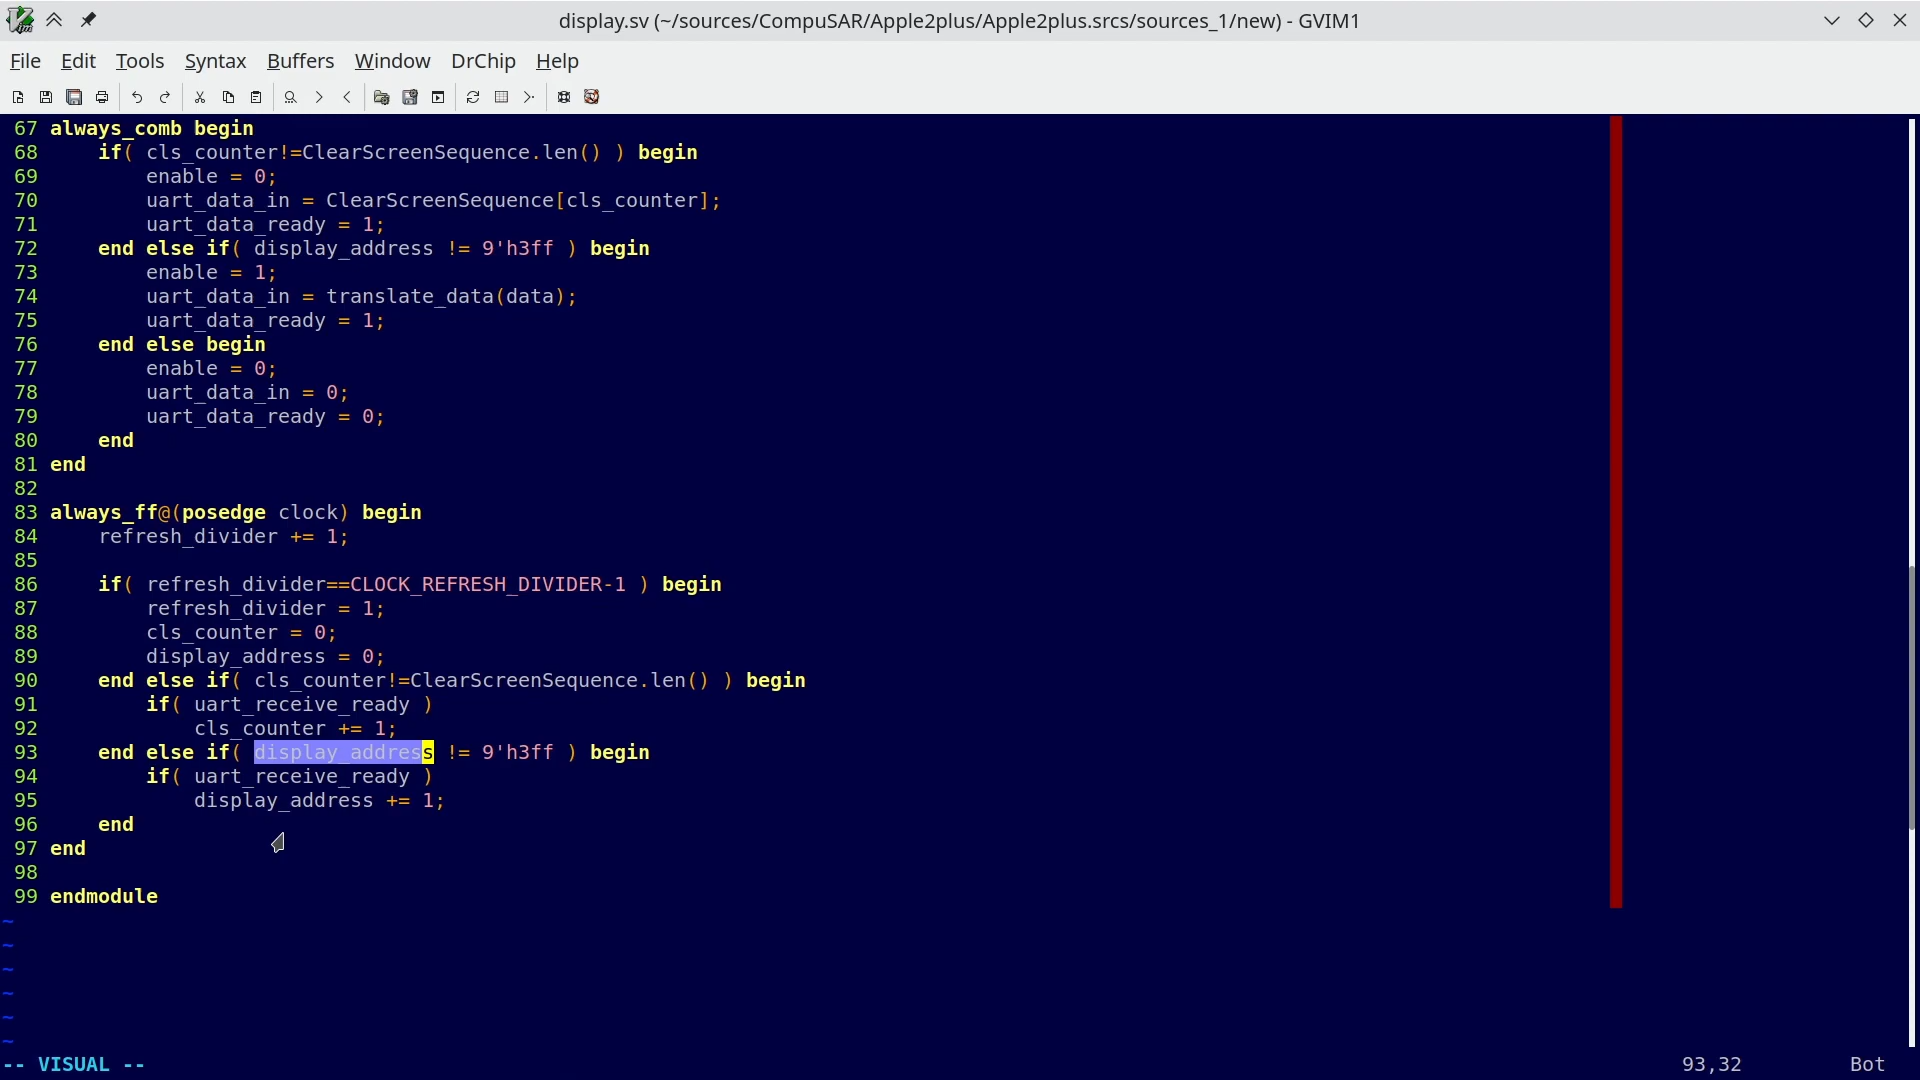 display.sv (~/sources/CompuSAR/Apple2plus/Apple2plus.srcs/sources_1/new) - GVIM1
File Edit Tools Syntax Buffers Window DrChip Help
67 always_comb begin
68     if( cls_counter!=ClearScreenSequence.len() ) begin
69         enable = 0;
70         uart_data_in = ClearScreenSequence[cls_counter];
71         uart_data_ready = 1;
72     end else if( display_address != 9'h3ff ) begin
73         enable = 1;
74         uart_data_in = translate_data(data);
75         uart_data_ready = 1;
76     end else begin
77         enable = 0;
78         uart_data_in = 0;
79         uart_data_ready = 0;
80     end
81 end
82
83 always_ff@(posedge clock) begin
84     refresh_divider += 1;
85
86     if( refresh_divider==CLOCK_REFRESH_DIVIDER-1 ) begin
87         refresh_divider = 1;
88         cls_counter = 0;
89         display_address = 0;
90     end else if( cls_counter!=ClearScreenSequence.len() ) begin
91         if( uart_receive_ready )
92             cls_counter += 1;
93     end else if( display_address != 9'h3ff ) begin
94         if( uart_receive_ready )
95             display_address += 1;
96     end
97 end
98
99 endmodule
~
~
~
~
~
~
-- VISUAL -- 93,32 Bot